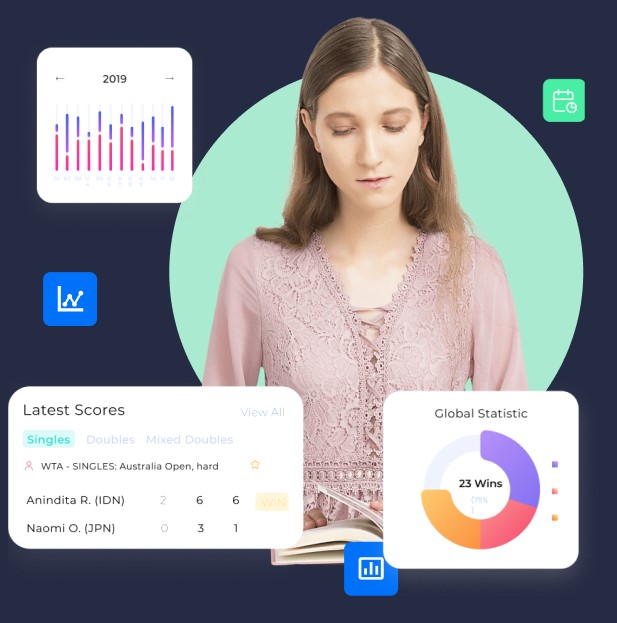 ← 2019 →
Latest Scores
View All
Singles Doubles Mixed Doubles
WTA - SINGLES: Australia Open, hard
Anindita R. (IDN) 2 6 6 WIN
Naomi O. (JPN) 0 3 1
Global Statistic
23 Wins